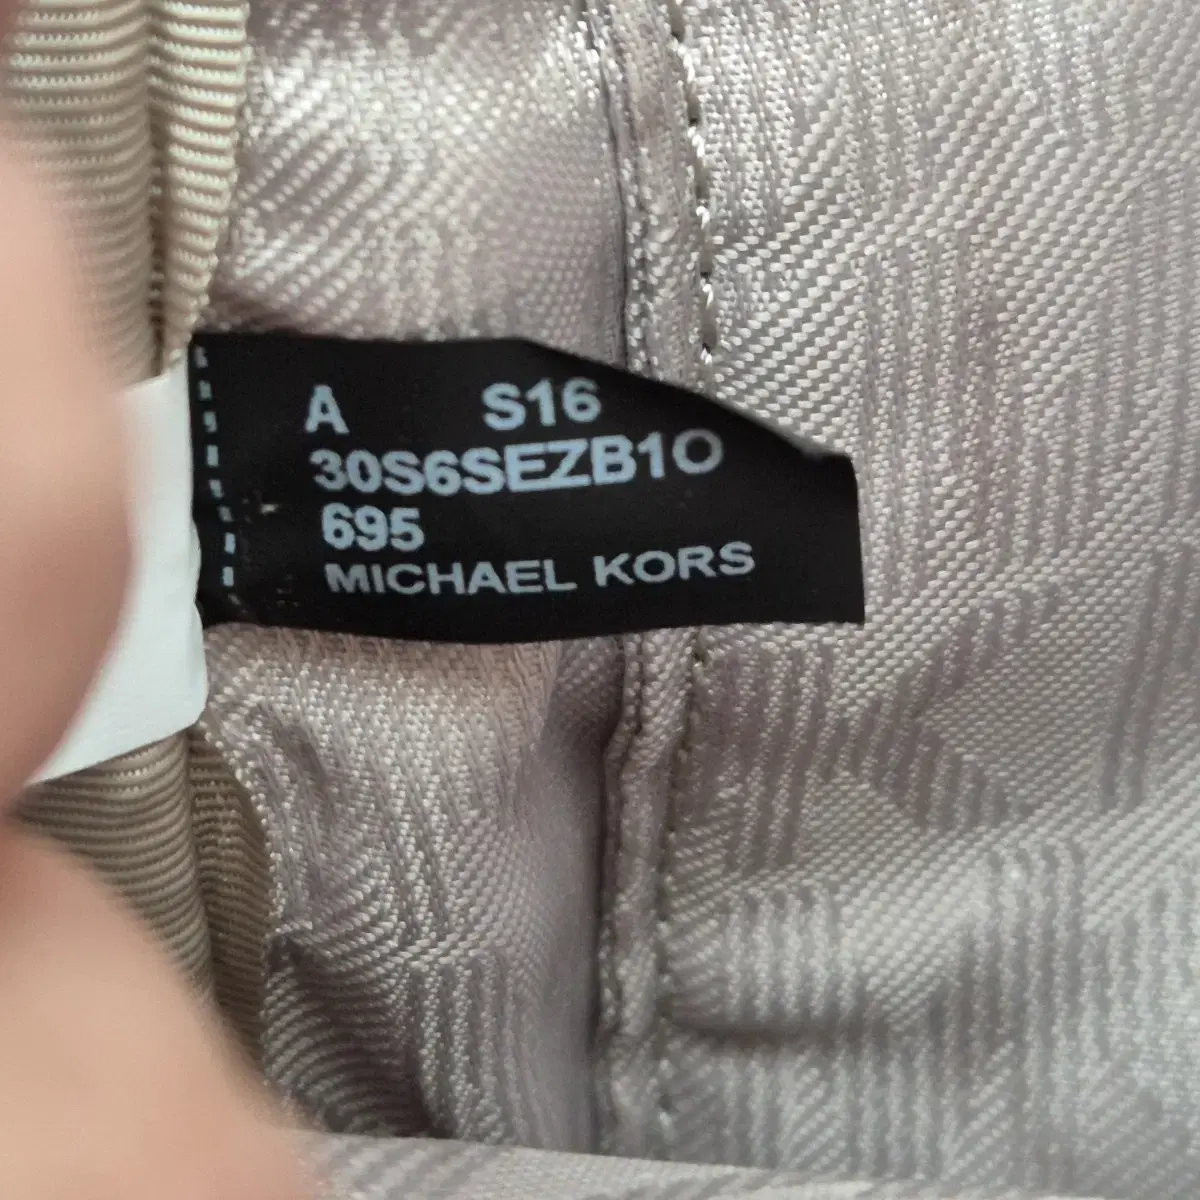 A S16
30S6SEZB1O
695
MICHAEL KORS